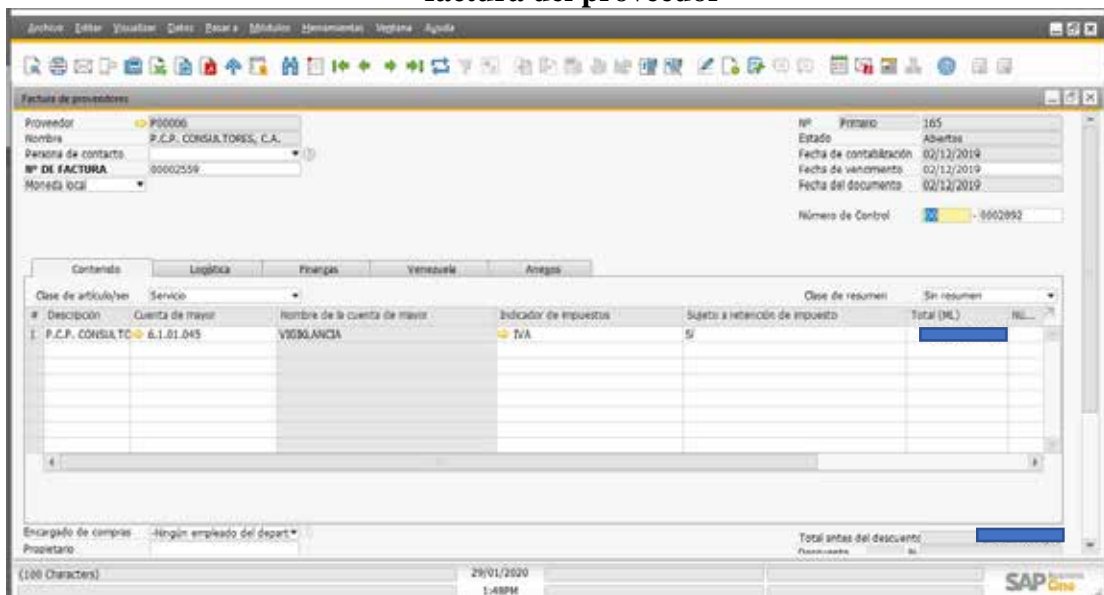 factura del proveedor
Archivo Editar Visualizar Datos Pasar a Módulos Herramientas Ventana Ayuda
Factura de proveedores
Proveedor P00006 Nº Primario 165
Nombre P.C.P. CONSULTORES, C.A. Estado Abiertos
Persona de contacto Fecha de contabilización 02/12/2019
Nº DE FACTURA 00002559 Fecha de vencimiento 02/12/2019
Moneda local Fecha del documento 02/12/2019
Número de Control 00 - 0002892
Contenido Logística Finanzas Venezuela Anexos
Clase de artículo/ser Servicio Clase de resumen Sin resumen
# Descripción Cuenta de mayor Nombre de la cuenta de mayor Indicador de impuestos Sujeto a retención de impuesto Total (ML) Nú...
1 P.C.P. CONSULTO 6.1.01.045 VIGILANCIA IVA Sí
Encargado de compras -Ningún empleado del depart
Propietario Total antes del descuento
Descuento %
(100 Characters) 29/01/2020
1:48PM
SAP Business One